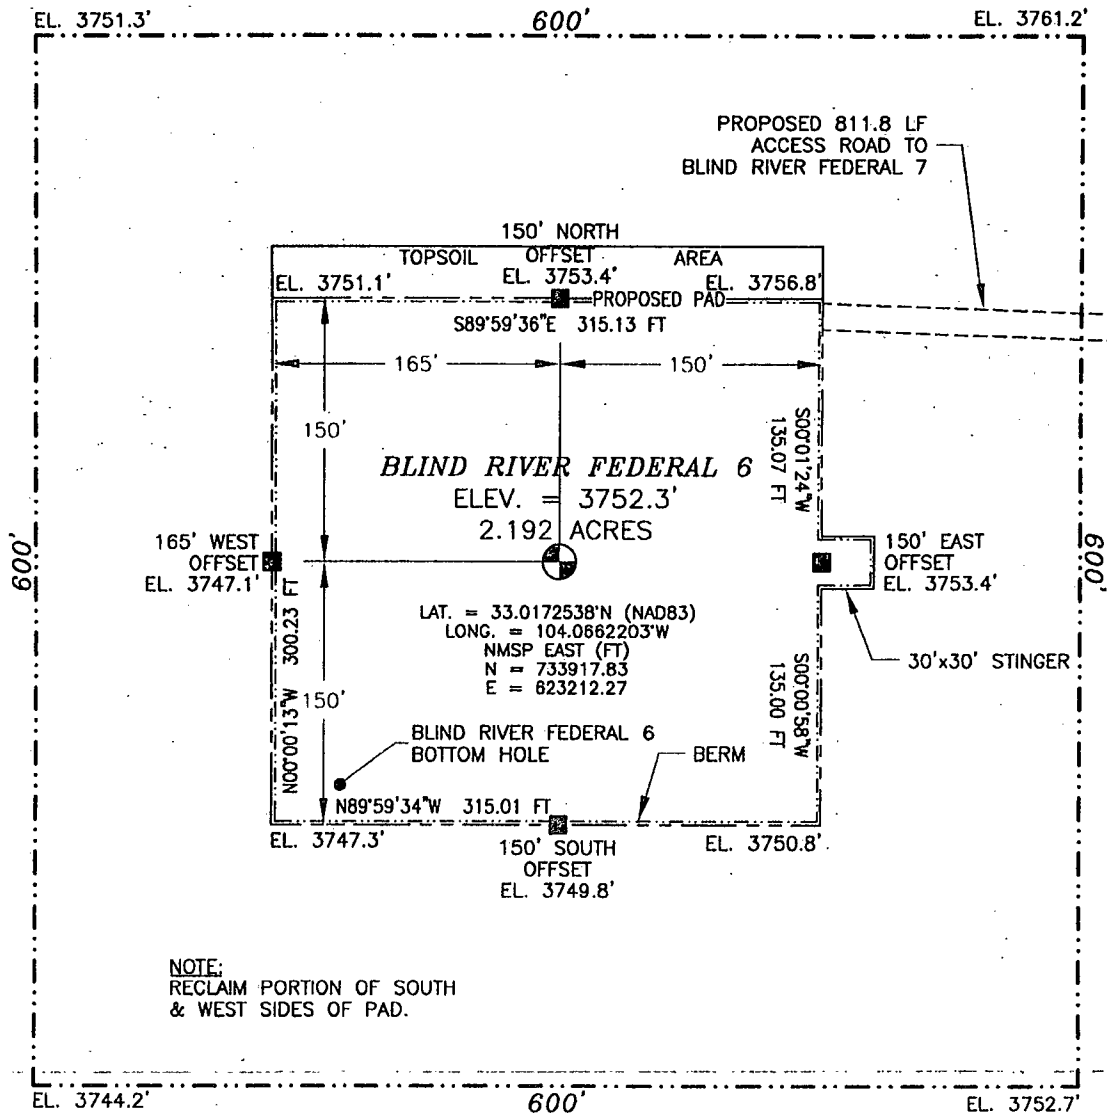 EL. 3751.3'
600'
EL. 3761.2'
PROPOSED 811.8 LF
ACCESS ROAD TO
BLIND RIVER FEDERAL 7
150' NORTH
OFFSET
EL. 3753.4'
TOPSOIL
AREA
EL. 3751.1'
EL. 3756.8'
PROPOSED PAD
S89°59'36"E 315.13 FT
165'
150'
150'
S00°01'24"W
135.07 FT
BLIND RIVER FEDERAL 6
ELEV. = 3752.3'
2.192 ACRES
600'
165' WEST
OFFSET
EL. 3747.1'
150' EAST
OFFSET
EL. 3753.4'
600'
LAT. = 33.0172538°N (NAD83)
LONG. = 104.0662203°W
NMSP EAST (FT)
N = 733917.83
E = 623212.27
30'x30' STINGER
N00°00'13"W 300.23 FT
150'
S00°00'58"W
135.00 FT
BLIND RIVER FEDERAL 6
BOTTOM HOLE
BERM
N89°59'34"W 315.01 FT
EL. 3747.3'
EL. 3750.8'
150' SOUTH
OFFSET
EL. 3749.8'
NOTE:
RECLAIM PORTION OF SOUTH
& WEST SIDES OF PAD.
EL. 3744.2'
600'
EL. 3752.7'